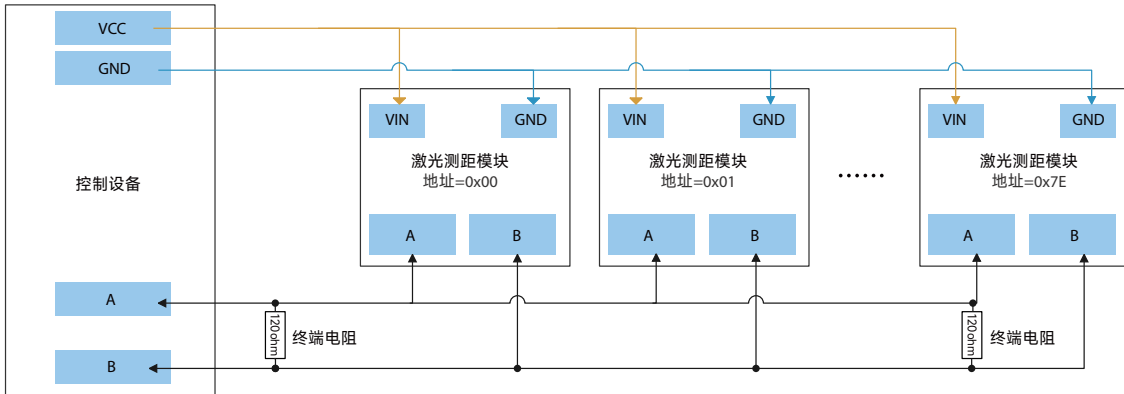 VCC
GND
VIN
GND
VIN
GND
VIN
GND
激光测距模块
地址=0x00
激光测距模块
地址=0x01
······
激光测距模块
地址=0x7E
控制设备
A
B
A
B
A
B
A
120ohm
终端电阻
120ohm
终端电阻
B